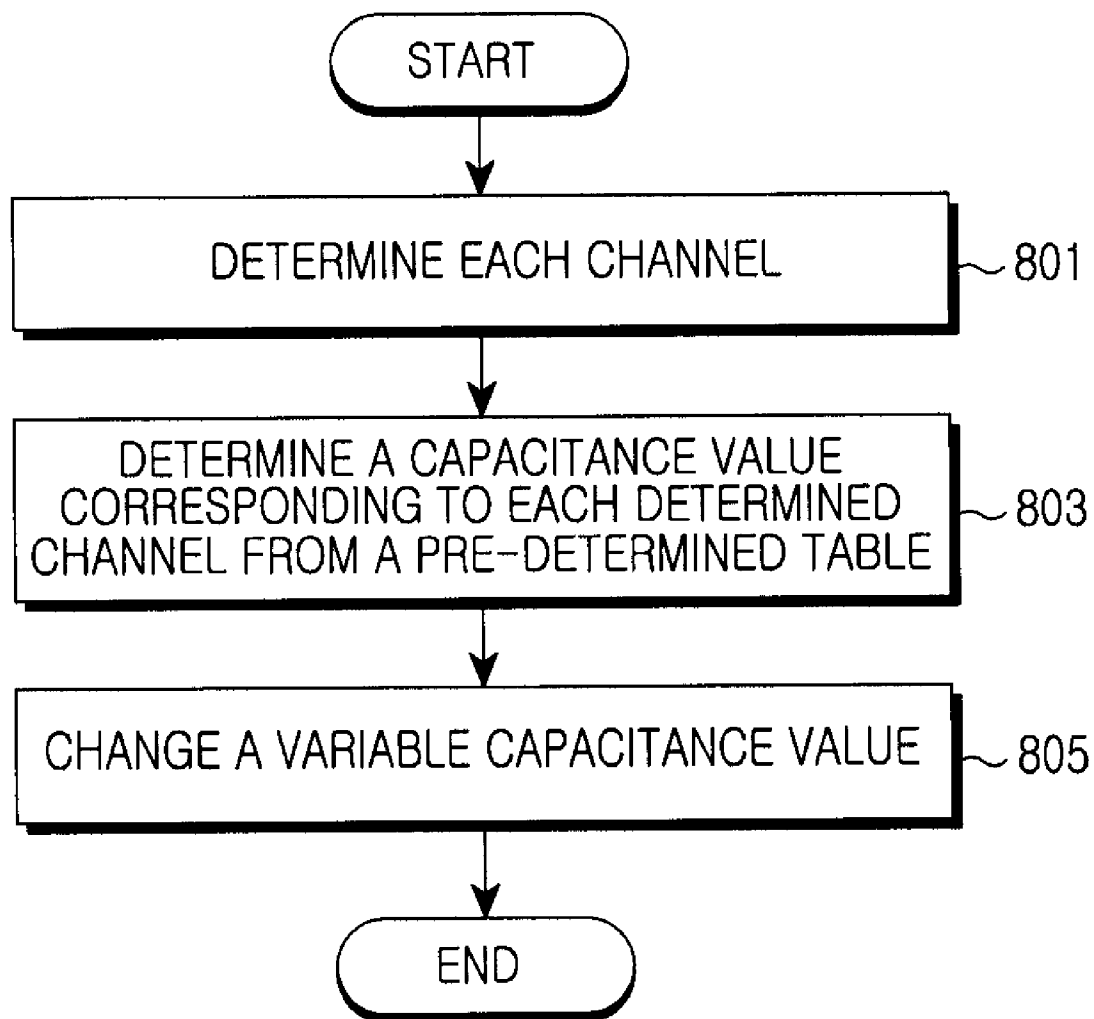 START
DETERMINE EACH CHANNEL
801
DETERMINE A CAPACITANCE VALUE
CORRESPONDING TO EACH DETERMINED
CHANNEL FROM A PRE-DETERMINED TABLE
803
CHANGE A VARIABLE CAPACITANCE VALUE
805
END